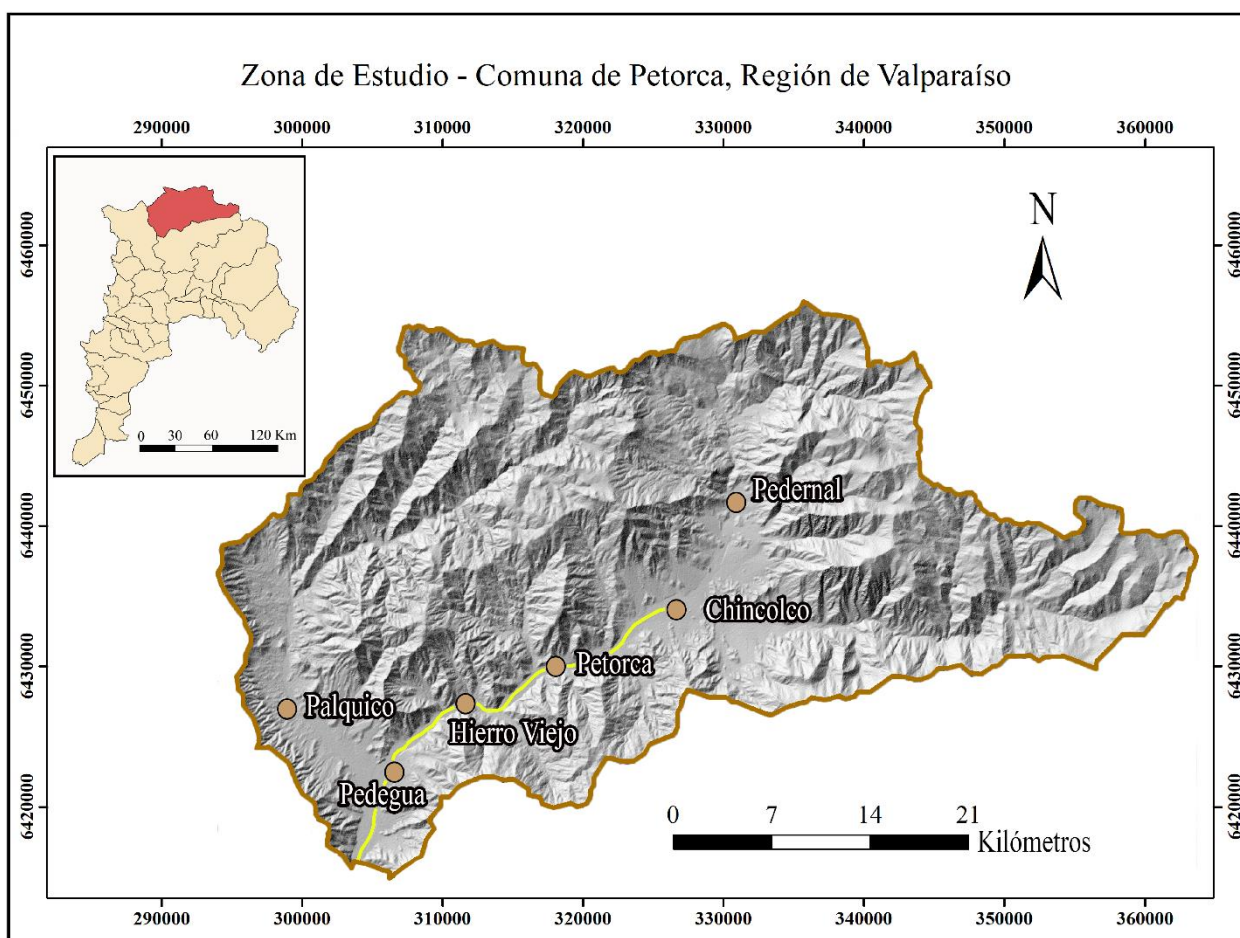 Zona de Estudio - Comuna de Petorca, Región de Valparaíso
290000 300000 310000 320000 330000 340000 350000 360000
N
6460000 6460000
0 30 60 120 Km
6450000 6450000
Pedernal
6440000 6440000
Chincolco
Petorca
6430000 6430000
Palquico
Hierro Viejo
Pedegua
6420000 6420000
0 7 14 21
Kilómetros
290000 300000 310000 320000 330000 340000 350000 360000